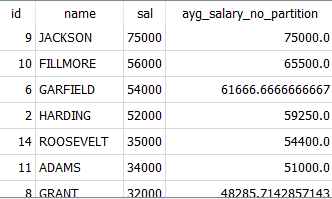 id name sal ayg_salary_no_partition
9 JACKSON 75000 75000.0
10 FILLMORE 56000 65500.0
6 GARFIELD 54000 61666.6666666667
2 HARDING 52000 59250.0
14 ROOSEVELT 35000 54400.0
11 ADAMS 34000 51000.0
8 GRANT 32000 48285.7142857143